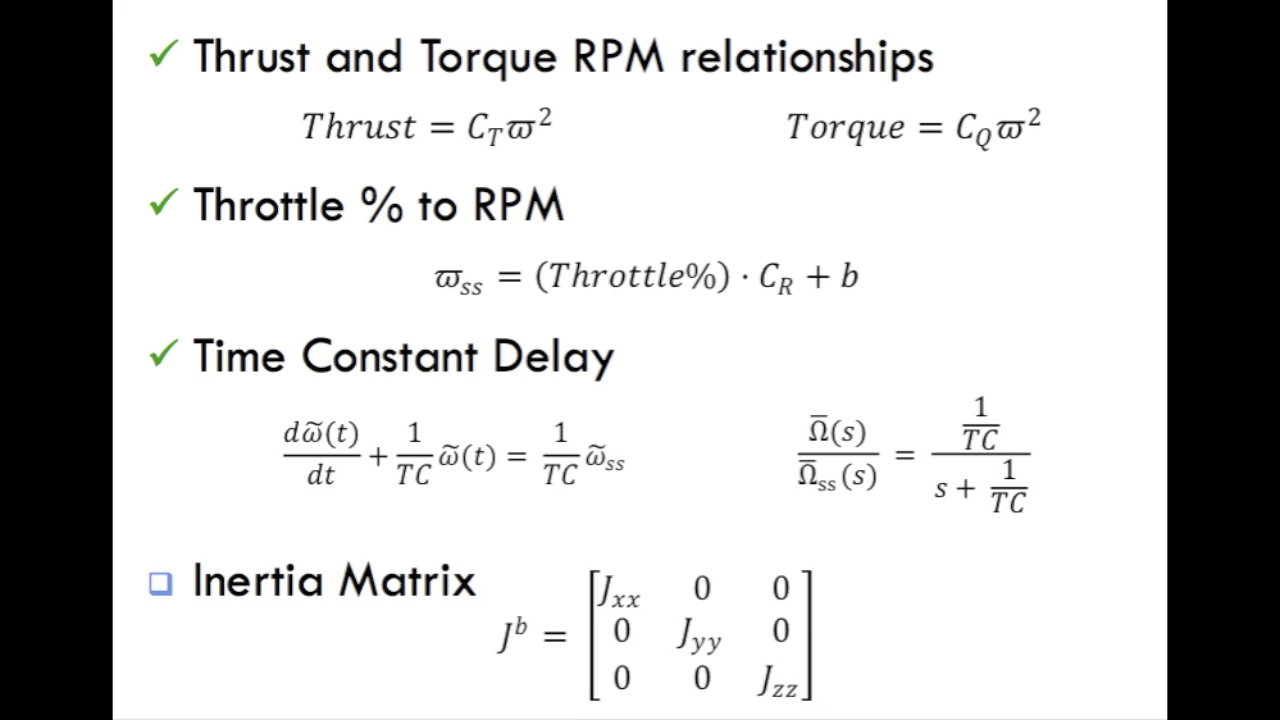 ✓ Thrust and Torque RPM relationships
Thrust = C_T ϖ² Torque = C_Q ϖ²
✓ Throttle % to RPM
ϖ_ss = (Throttle%) · C_R + b
✓ Time Constant Delay
dω̃(t)/dt + 1/TC ω̃(t) = 1/TC ω̃_ss Ω̅(s)/Ω̅_ss(s) = (1/TC)/(s + 1/TC)
❑ Inertia Matrix
J^b = [J_xx 0 0
0 J_yy 0
0 0 J_zz]